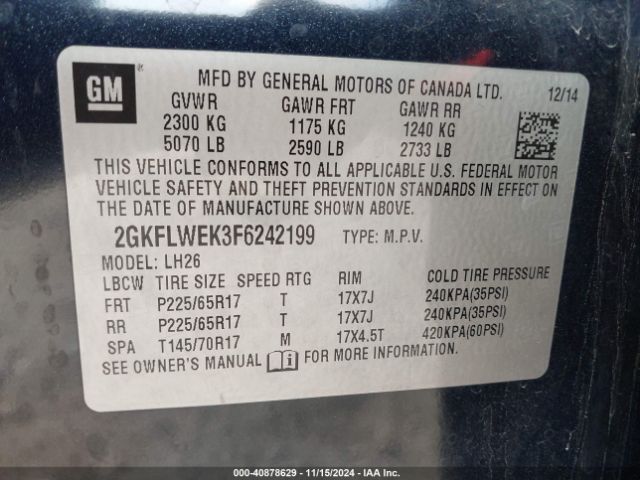 GM
MFD BY GENERAL MOTORS OF CANADA LTD. 12/14
GVWR GAWR FRT GAWR RR
2300 KG 1175 KG 1240 KG
5070 LB 2590 LB 2733 LB
THIS VEHICLE CONFORMS TO ALL APPLICABLE U.S. FEDERAL MOTOR
VEHICLE SAFETY AND THEFT PREVENTION STANDARDS IN EFFECT ON
THE DATE OF MANUFACTURE SHOWN ABOVE.
2GKFLWEK3F6242199 TYPE: M.P.V.
MODEL: LH26
LBCW TIRE SIZE SPEED RTG RIM COLD TIRE PRESSURE
FRT P225/65R17 T 17X7J 240KPA(35PSI)
RR P225/65R17 T 17X7J 240KPA(35PSI)
SPA T145/70R17 M 17X4.5T 420KPA(60PSI)
SEE OWNER'S MANUAL FOR MORE INFORMATION.
000-40878629 - 11/15/2024 - IAA Inc.